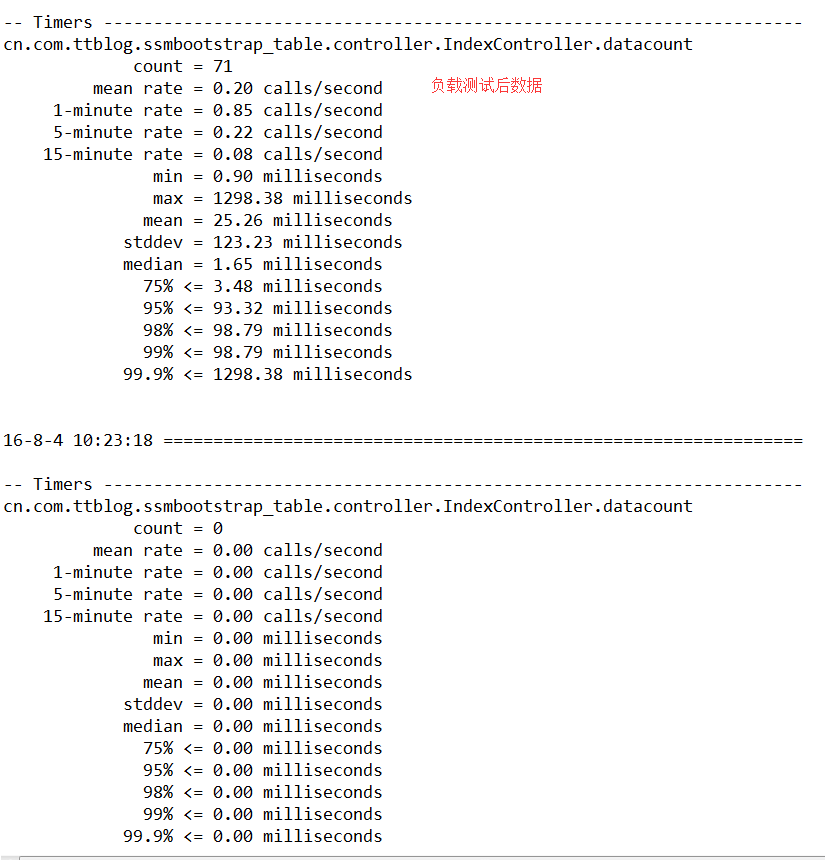 -- Timers ----------------------------------------------------------------------
cn.com.ttblog.ssmbootstrap_table.controller.IndexController.datacount
count = 71
mean rate = 0.20 calls/second 负载测试后数据
1-minute rate = 0.85 calls/second
5-minute rate = 0.22 calls/second
15-minute rate = 0.08 calls/second
min = 0.90 milliseconds
max = 1298.38 milliseconds
mean = 25.26 milliseconds
stddev = 123.23 milliseconds
median = 1.65 milliseconds
75% <= 3.48 milliseconds
95% <= 93.32 milliseconds
98% <= 98.79 milliseconds
99% <= 98.79 milliseconds
99.9% <= 1298.38 milliseconds
16-8-4 10:23:18 ================================================================
-- Timers ----------------------------------------------------------------------
cn.com.ttblog.ssmbootstrap_table.controller.IndexController.datacount
count = 0
mean rate = 0.00 calls/second
1-minute rate = 0.00 calls/second
5-minute rate = 0.00 calls/second
15-minute rate = 0.00 calls/second
min = 0.00 milliseconds
max = 0.00 milliseconds
mean = 0.00 milliseconds
stddev = 0.00 milliseconds
median = 0.00 milliseconds
75% <= 0.00 milliseconds
95% <= 0.00 milliseconds
98% <= 0.00 milliseconds
99% <= 0.00 milliseconds
99.9% <= 0.00 milliseconds